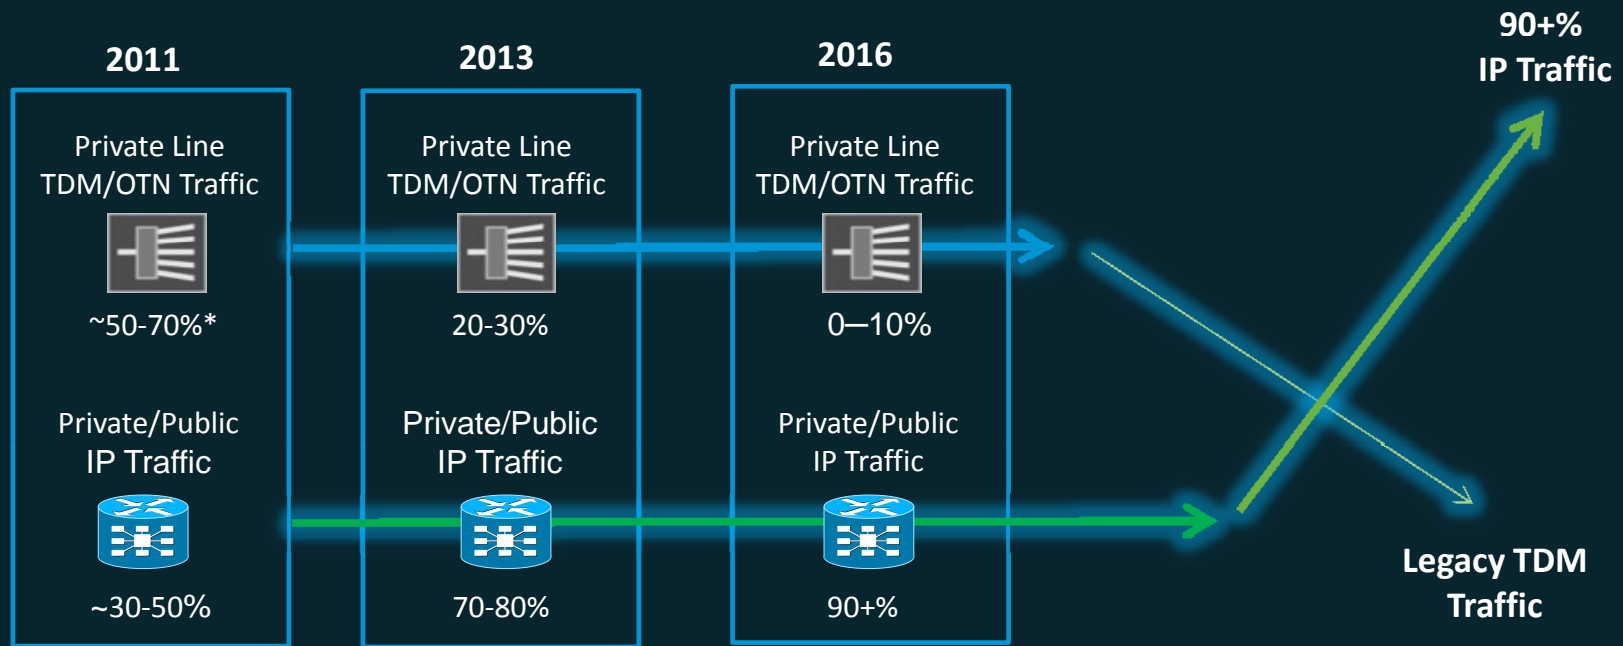 2011
Private Line
TDM/OTN Traffic
~50-70%*
Private/Public
IP Traffic
~30-50%
2013
Private Line
TDM/OTN Traffic
20-30%
Private/Public
IP Traffic
70-80%
2016
Private Line
TDM/OTN Traffic
0—10%
Private/Public
IP Traffic
90+%
90+%
IP Traffic
Legacy TDM
Traffic